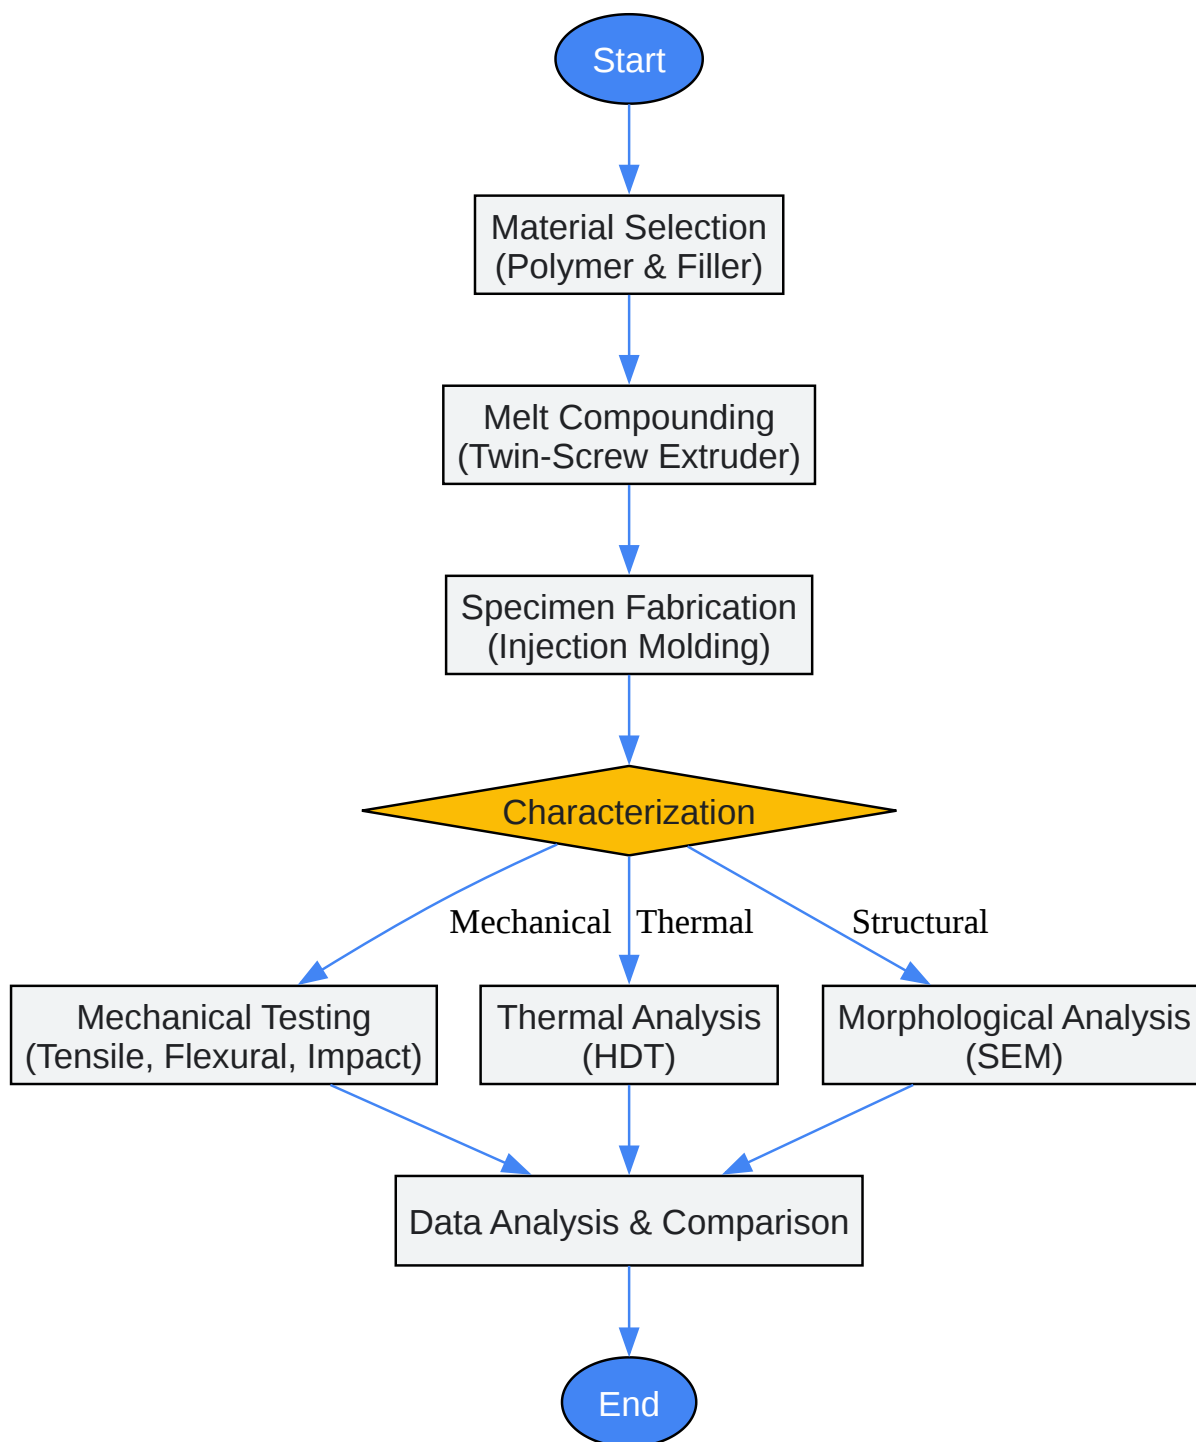 Start
Material Selection
(Polymer & Filler)
Melt Compounding
(Twin-Screw Extruder)
Specimen Fabrication
(Injection Molding)
Characterization
Mechanical
Thermal
Structural
Mechanical Testing
(Tensile, Flexural, Impact)
Thermal Analysis
(HDT)
Morphological Analysis
(SEM)
Data Analysis & Comparison
End